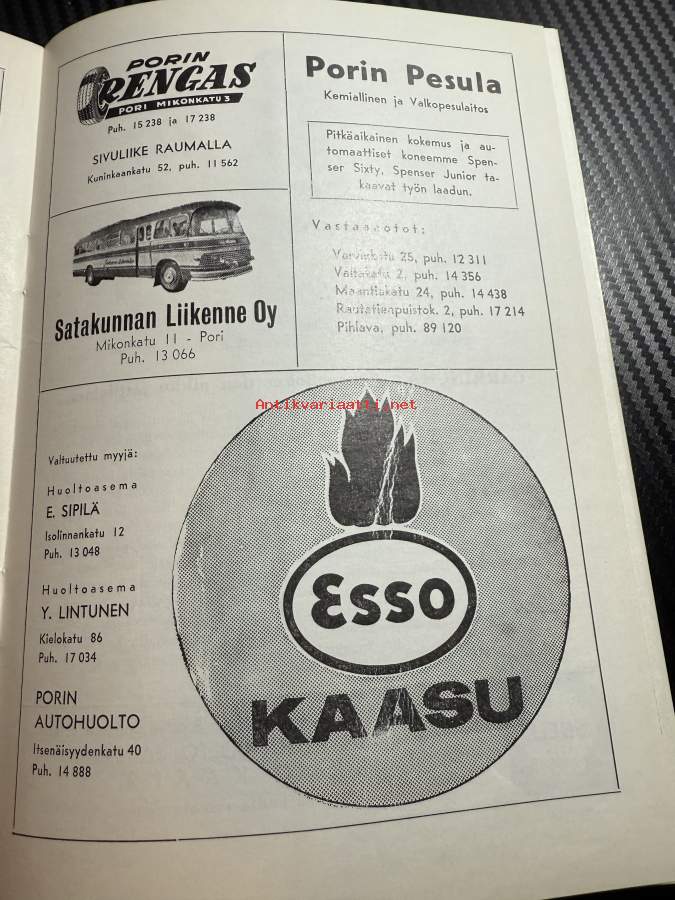 PORIN
RENGAS
PORI MIKONKATU 3
Puh. 15 238 ja 17 238
SIVULIIKE RAUMALLA
Kuninkaankatu 52, puh. 11 562
Satakunnan Liikenne Oy
Mikonkatu 11 - Pori
Puh. 13 066
Porin Pesula
Kemiallinen ja Valkopesulaitos
Pitkäaikainen kokemus ja au-
tomaattiset koneemme Spen-
ser Sixty, Spenser Junior ta-
kaavat työn laadun.
Vastaanotot:
25, puh. 12 311
2, puh. 14 356
Maantiekatu 24, puh. 14 438
Rautatienpuistok. 2, puh. 17 214
Pihlava, puh. 89 120
Antikvariaatti.net
Valtuutettu myyjä:
Huoltoasema
E. SIPILÄ
Isolinnankatu 12
Puh. 13 048
Huoltoasema
Y. LINTUNEN
Kielokatu 86
Puh. 17 034
PORIN
AUTOHUOLTO
Itsenäisyydenkatu 40
Puh. 14 888
Esso
KAASU